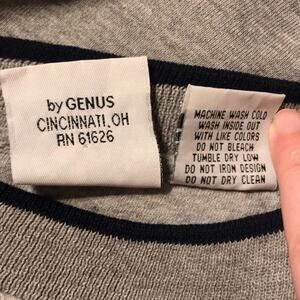 by GENUS
CINCINNATI, OH
RN 61626
MACHINE WASH COLD
WASH INSIDE OUT
WITH LIKE COLORS
DO NOT BLEACH
TUMBLE DRY LOW
DO NOT IRON DESIGN
DO NOT DRY CLEAN